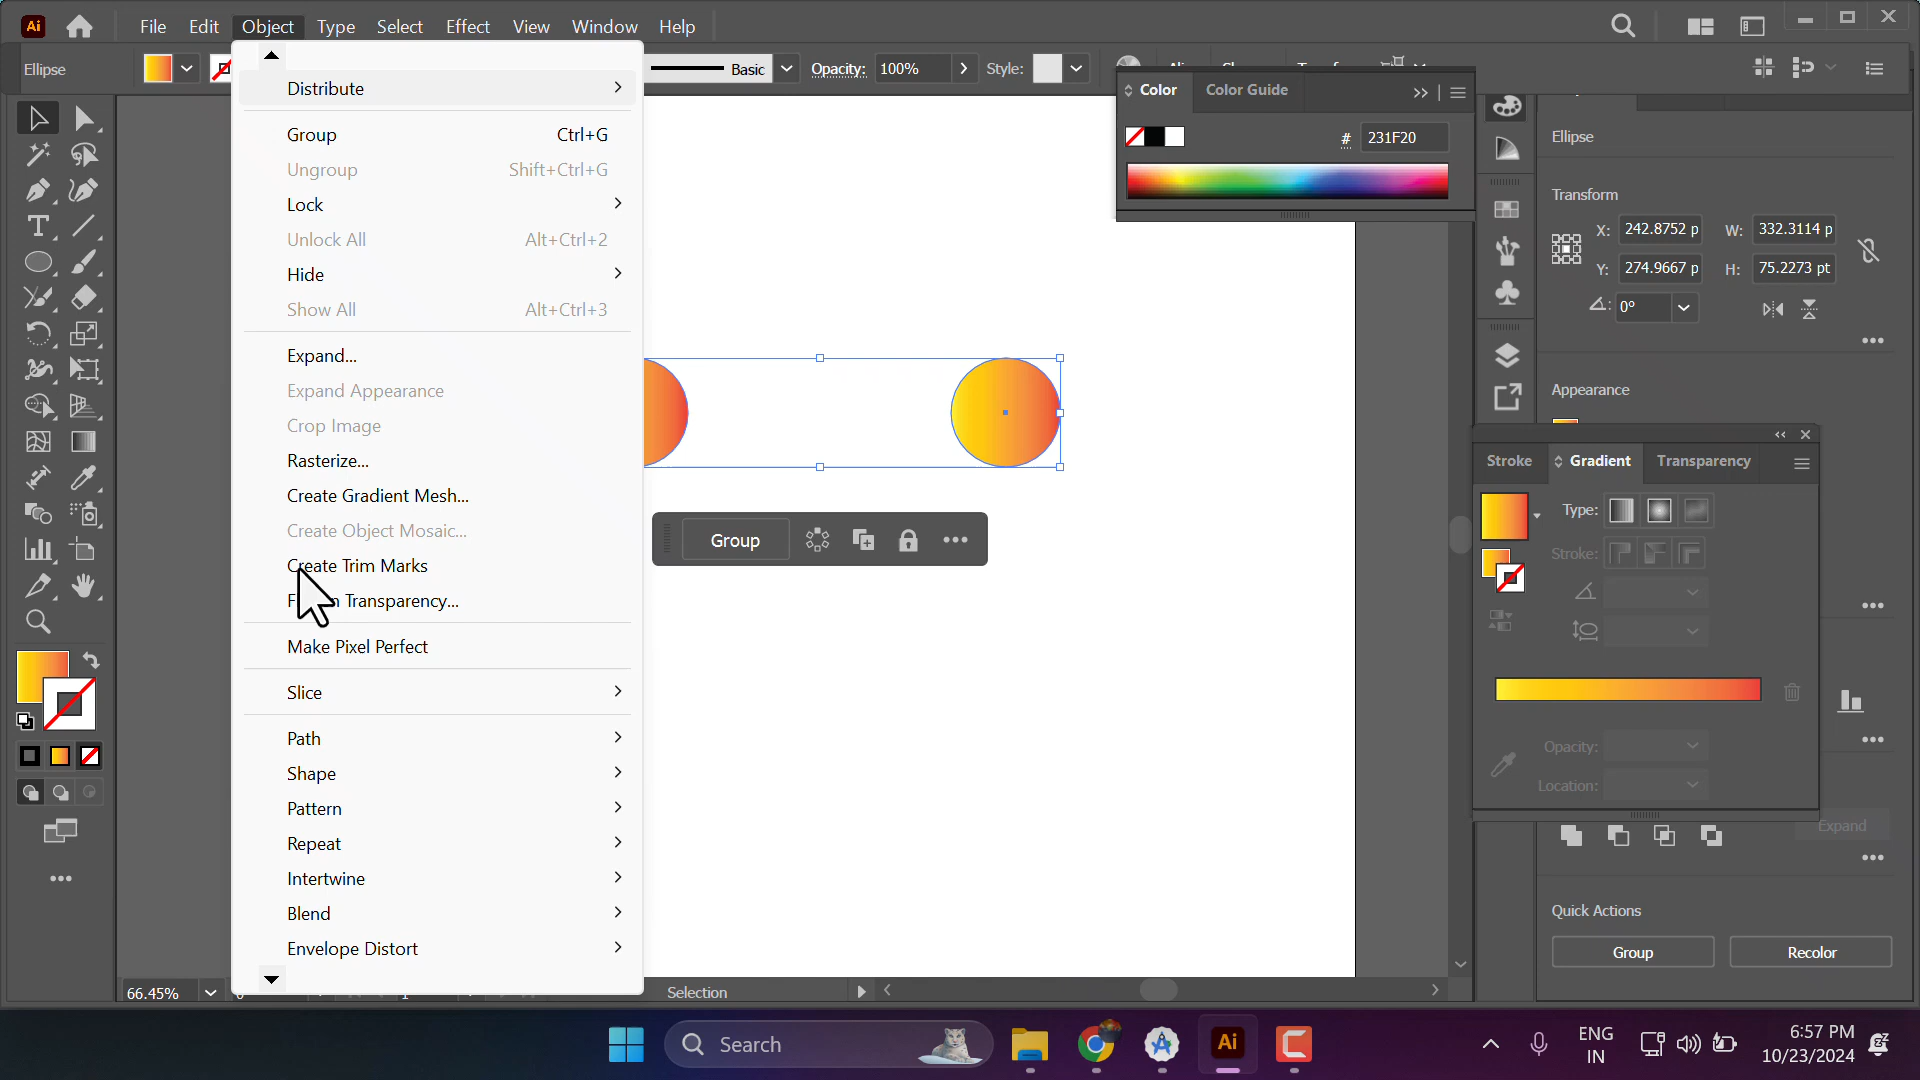 Ai File Edit Object Type Select Effect View Window Help
Ellipse
Basic Opacity: 100% Style:
Distribute
Group Ctrl+G
Ungroup Shift+Ctrl+G
Lock
Unlock All Alt+Ctrl+2
Hide
Show All Alt+Ctrl+3
Expand...
Expand Appearance
Crop Image
Rasterize...
Create Gradient Mesh...
Create Object Mosaic...
Create Trim Marks
Transparency...
Make Pixel Perfect
Slice
Path
Shape
Pattern
Repeat
Intertwine
Blend
Envelope Distort
Group
Color Color Guide
# 231F20
Ellipse
Transform
X: 242.8752 p W: 332.3114 p
Y: 274.9667 p H: 75.2273 pt
0°
Appearance
Stroke Gradient Transparency
Type:
Stroke:
Opacity:
Location:
Expand
Quick Actions
Group Recolor
66.45% Selection
Search
Ai
ENG
IN
6:57 PM
10/23/2024